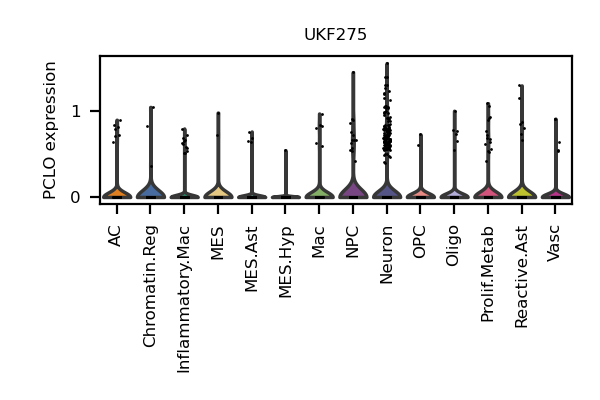 UKF275
PCLO expression
1
0
AC
Chromatin.Reg
Inflammatory.Mac
MES
MES.Ast
MES.Hyp
Mac
NPC
Neuron
OPC
Oligo
Prolif.Metab
Reactive.Ast
Vasc